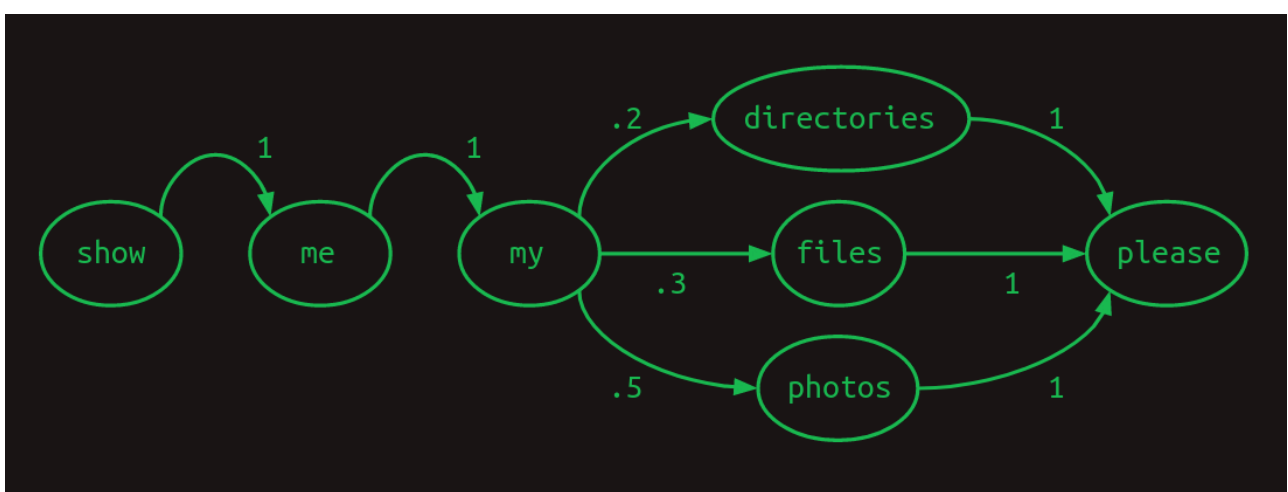 .2
directories
1
1
1
show
me
my
files
please
.3
1
.5
photos
1